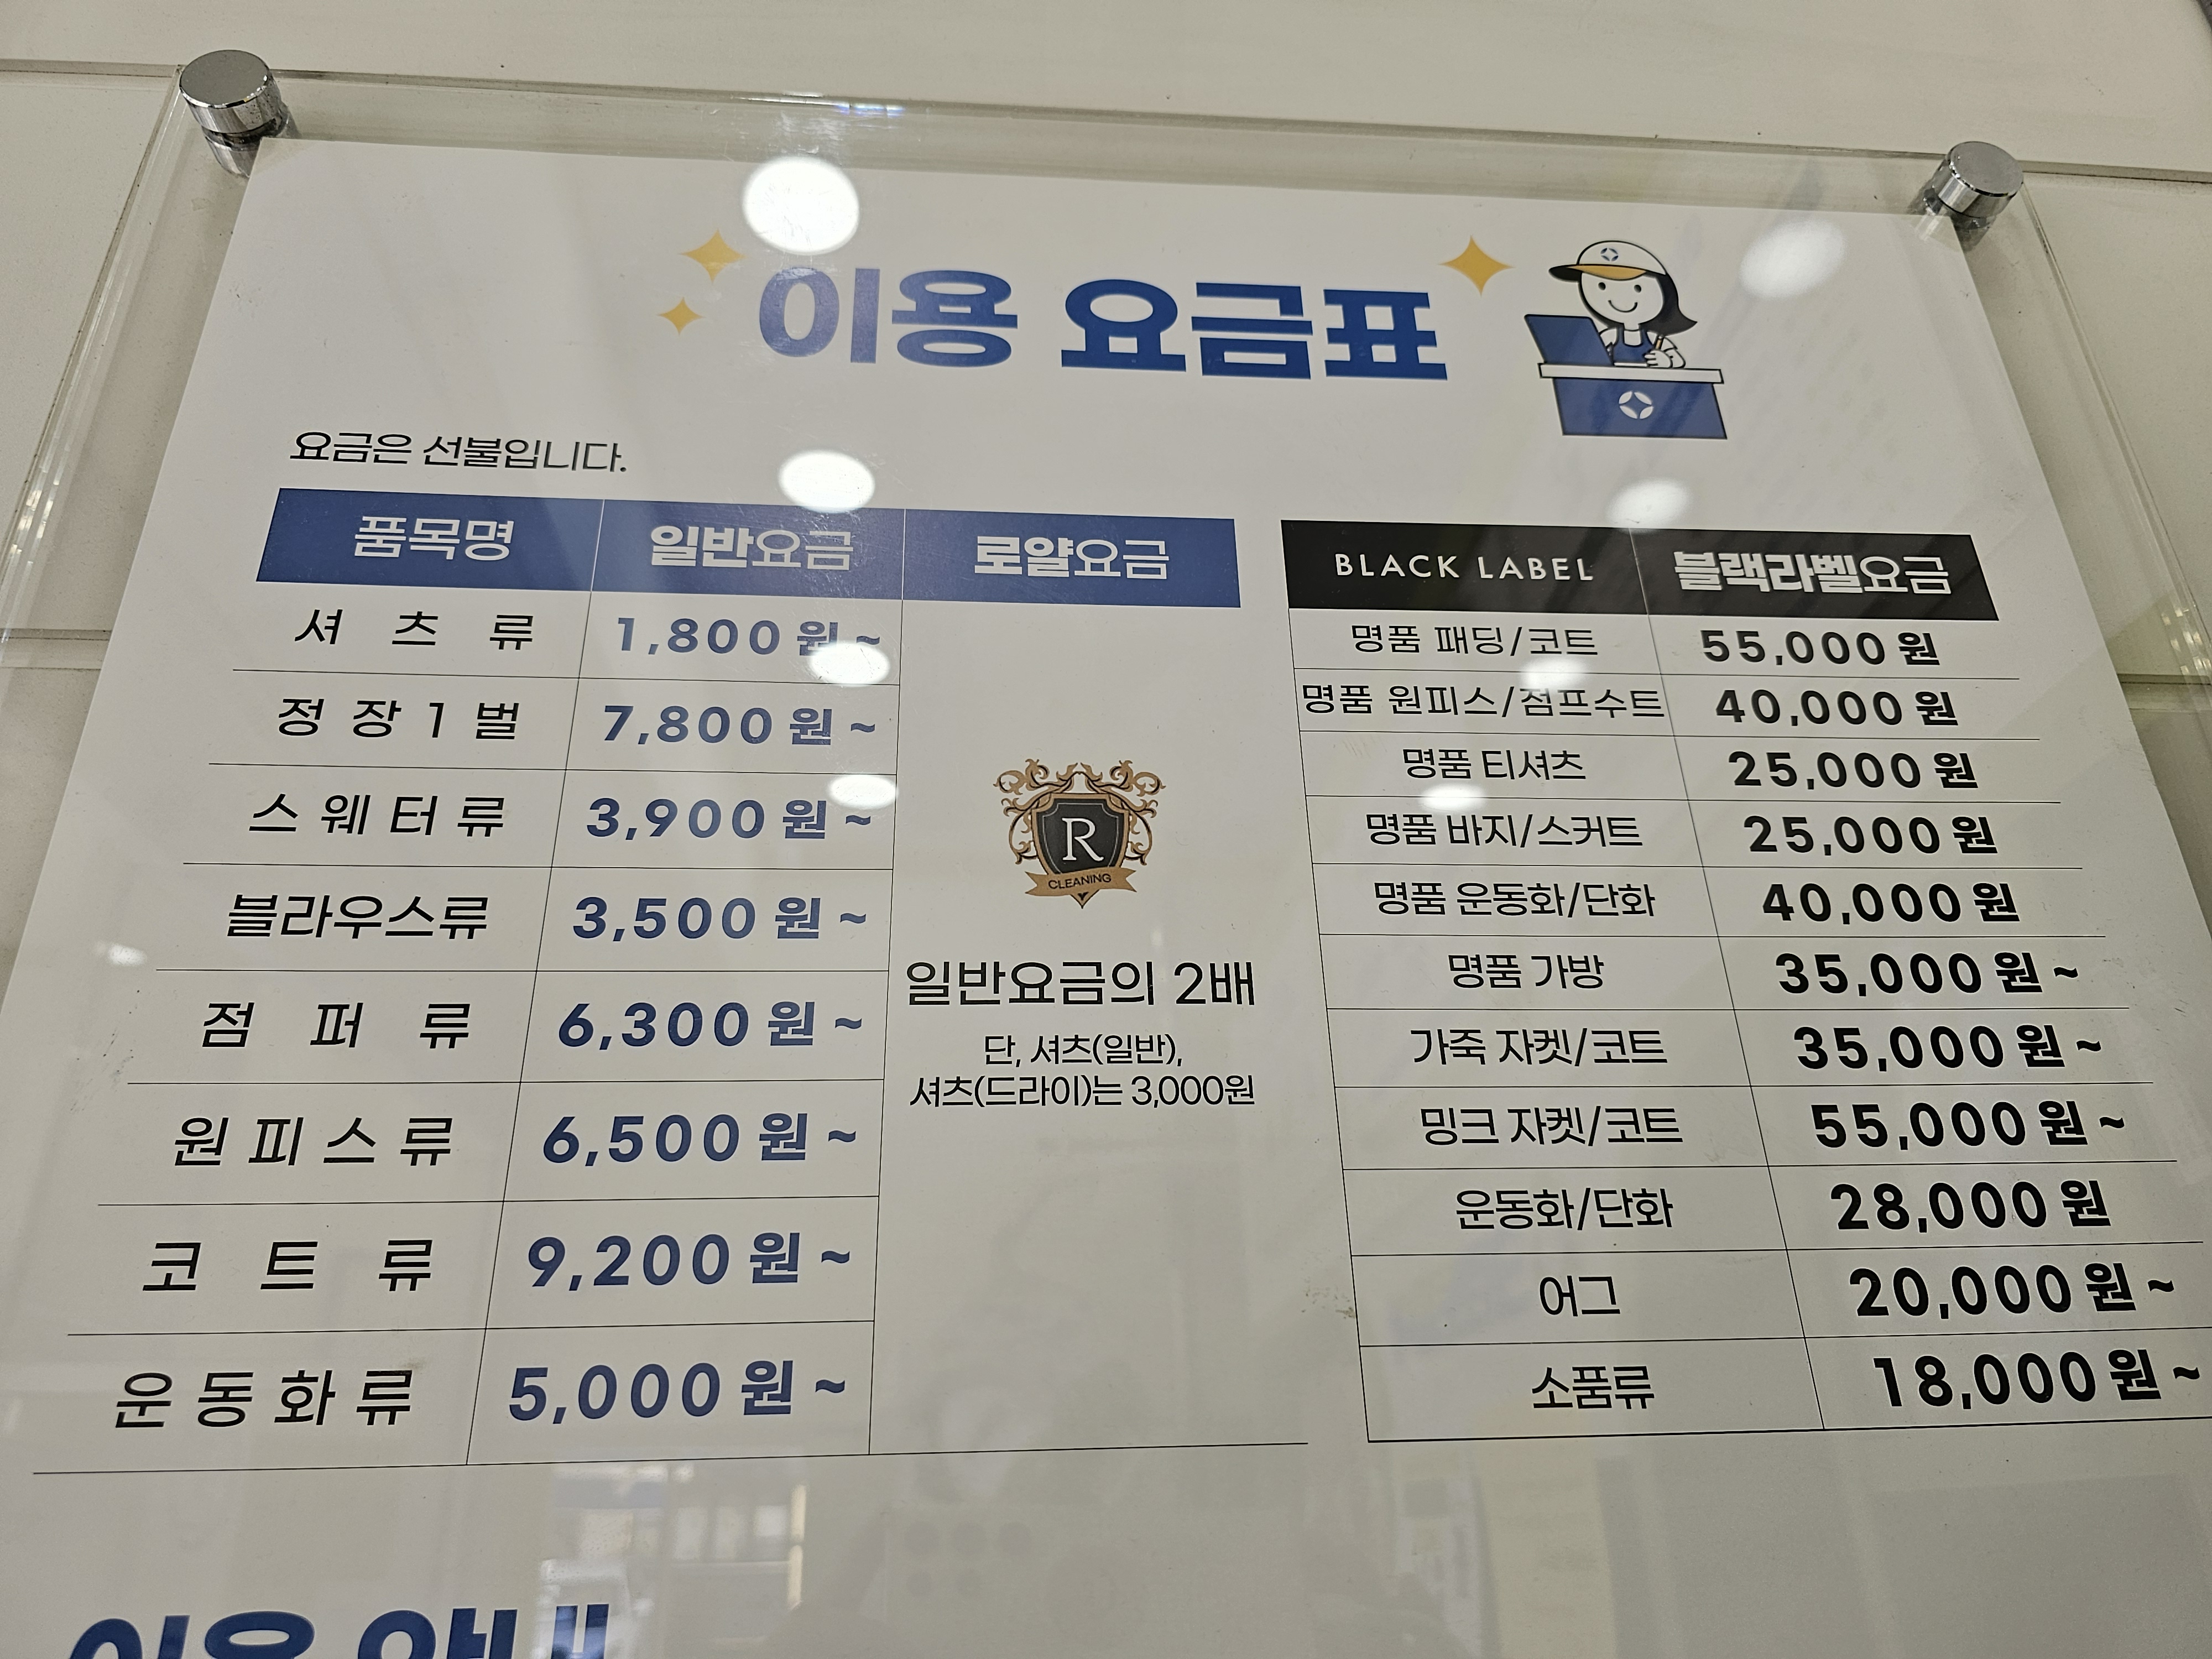 이용 요금표
요금은 선불입니다.
품목명 일반요금 로얄요금
셔츠류 1,800원~
정장1벌 7,800원~
스웨터류 3,900원~
블라우스류 3,500원~
점퍼류 6,300원~
원피스류 6,500원~
코트류 9,200원~
운동화류 5,000원~
R
CLEANING
일반요금의 2배
단, 셔츠(일반),
셔츠(드라이)는 3,000원
BLACK LABEL 블랙라벨요금
명품 패딩/코트 55,000원
명품 원피스/점프수트 40,000원
명품 티셔츠 25,000원
명품 바지/스커트 25,000원
명품 운동화/단화 40,000원
명품 가방 35,000원~
가죽 자켓/코트 35,000원~
밍크 자켓/코트 55,000원~
운동화/단화 28,000원
어그 20,000원~
소품류 18,000원~